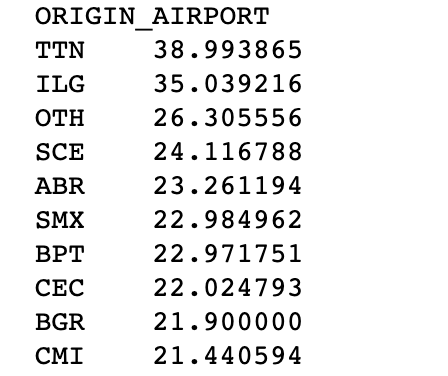 ORIGIN_AIRPORT
TTN    38.993865
ILG    35.039216
OTH    26.305556
SCE    24.116788
ABR    23.261194
SMX    22.984962
BPT    22.971751
CEC    22.024793
BGR    21.900000
CMI    21.440594